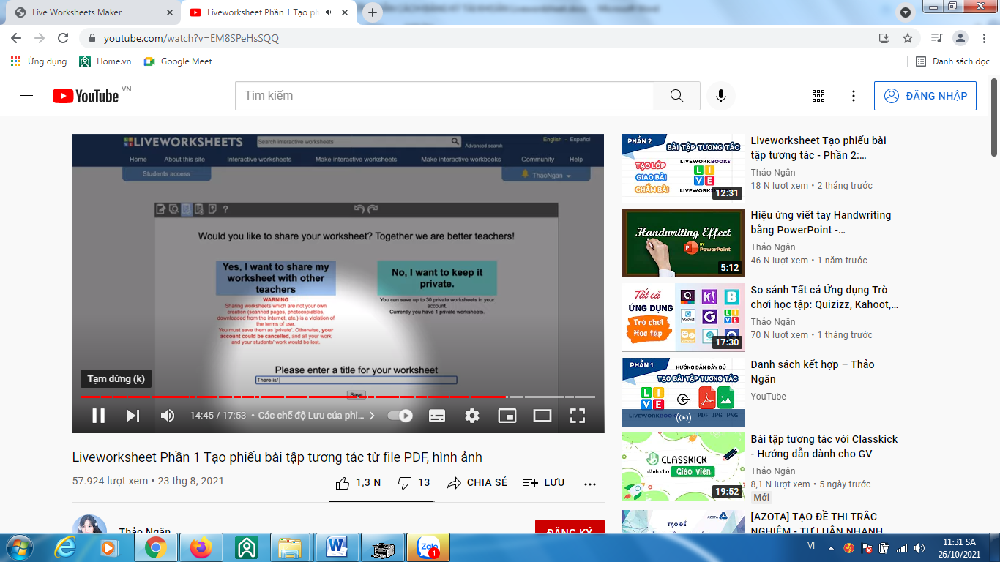 Live Worksheets Maker
Liveworksheet Phần 1 Tạo ph
youtube.com/watch?v=EM8SPeHsSQQ
Ứng dụng
Home.vn
Google Meet
Danh sách đọc
YouTube VN
Tìm kiếm
ĐĂNG NHẬP
LIVEWORKSHEETS
Search interactive worksheets
Advanced search
English - Español
Home About this site Interactive worksheets Make interactive worksheets Make interactive workbooks Community Help
Students access
ThaoNgan
Would you like to share your worksheet? Together we are better teachers!
Yes, I want to share my
worksheet with other
teachers
WARNING
Sharing worksheets which are not your own
creation (scanned pages, photocopiables,
downloaded from the internet, etc.) is a violation of
the terms of use.
You must save them as 'private'. Otherwise, your
account could be cancelled, and all your work
and your students' work would be lost.
No, I want to keep it
private.
You can save up to 30 private worksheets in your
account.
Currently you have 1 private worksheets.
Please enter a title for your worksheet
There is/
Save
Tạm dừng (k)
14:45 / 17:53 • Các chế độ Lưu của phi...
Liveworksheet Phần 1 Tạo phiếu bài tập tương tác từ file PDF, hình ảnh
57.924 lượt xem • 23 thg 8, 2021
1,3 N
13
CHIA SẺ
LƯU
Thảo Ngân
ĐĂNG KÝ
PHẦN 2
BÀI TẬP TƯƠNG TÁC
TẠO LỚP
GIAO BÀI
CHẤM BÀI
LIVEWORKBOOKS
LIVE
12:31
Liveworksheet Tạo phiếu bài
tập tương tác - Phần 2:...
Thảo Ngân
18 N lượt xem • 2 tháng trước
Handwriting Effect
BY
PowerPoint
5:12
Hiệu ứng viết tay Handwriting
bằng PowerPoint -...
Thảo Ngân
46 N lượt xem • 1 năm trước
Tất cả
ỨNG DỤNG
Trò chơi
Học tập
17:30
So sánh Tất cả Ứng dụng Trò
chơi học tập: Quizizz, Kahoot,...
Thảo Ngân
70 N lượt xem • 1 tháng trước
PHẦN 1
HƯỚNG DẪN ĐẦY ĐỦ
TẠO BÀI TẬP TƯƠNG TÁC
LIVE
PDF JPG PNG
Danh sách kết hợp – Thảo
Ngân
YouTube
CLASSKICK
dành cho Giáo viên
19:52
Bài tập tương tác với Classkick
- Hướng dẫn dành cho GV
Thảo Ngân
8,1 N lượt xem • 5 ngày trước
Mới
TẠO ĐỀ
AZOTA
[AZOTA] TẠO ĐỀ THI TRẮC
NGHIỆM - TỰ LUẬN NHANH
Zalo
1
VI
11:31 SA
26/10/2021